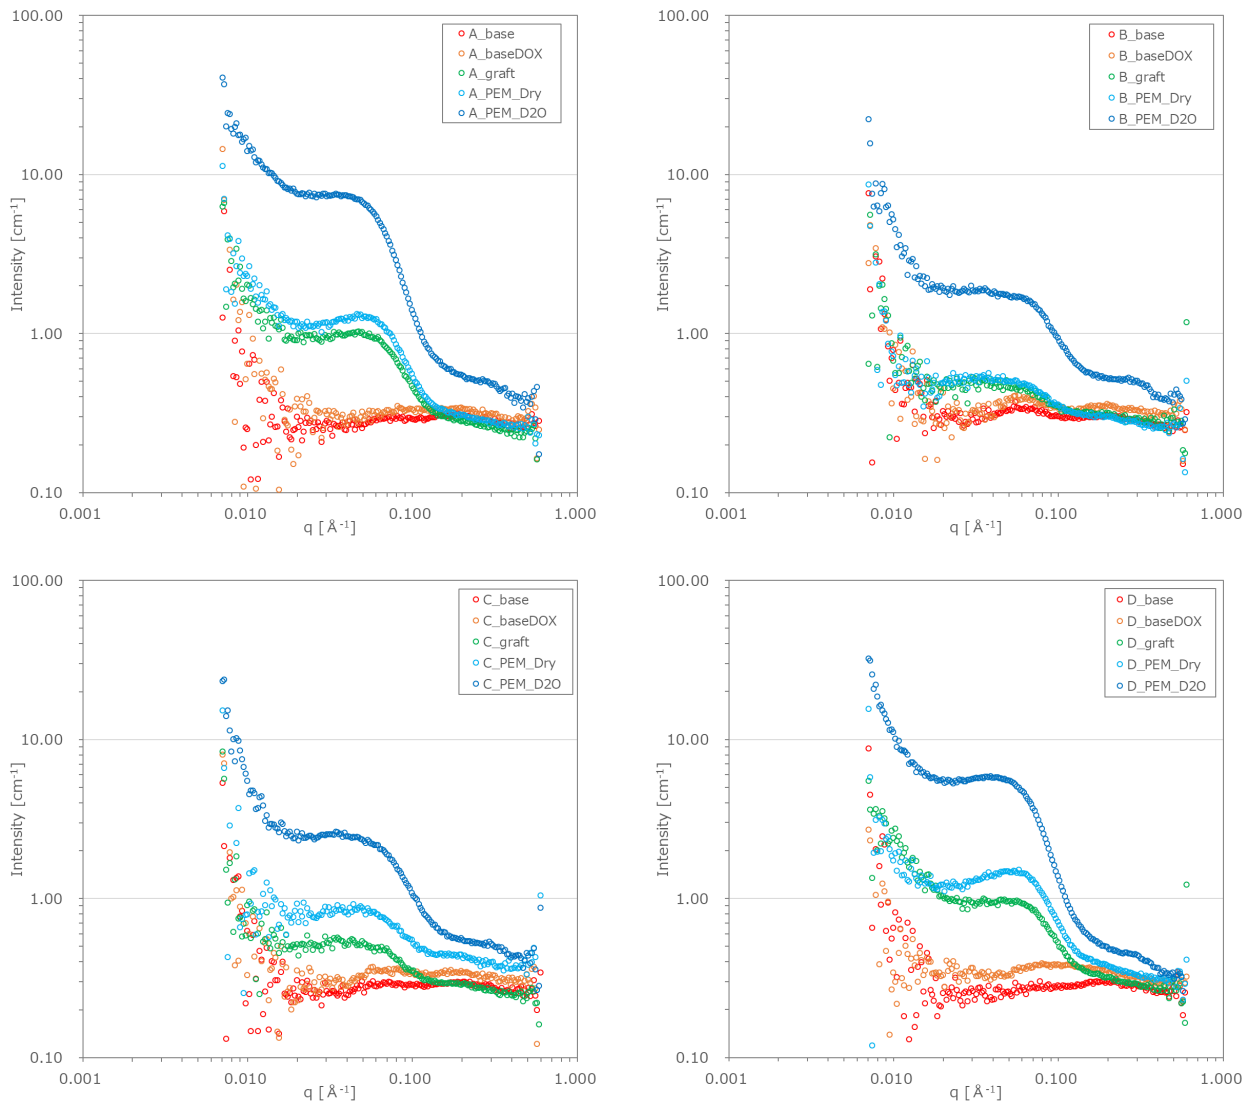 100.00
10.00
1.00
0.10
0.001
0.010
0.100
1.000
Intensity [cm⁻¹]
q [ Å⁻¹]
A_base
A_baseDOX
A_graft
A_PEM_Dry
A_PEM_D2O
100.00
10.00
1.00
0.10
0.001
0.010
0.100
1.000
Intensity [cm⁻¹]
q [ Å⁻¹]
B_base
B_baseDOX
B_graft
B_PEM_Dry
B_PEM_D2O
100.00
10.00
1.00
0.10
0.001
0.010
0.100
1.000
Intensity [cm⁻¹]
q [ Å⁻¹]
C_base
C_baseDOX
C_graft
C_PEM_Dry
C_PEM_D2O
100.00
10.00
1.00
0.10
0.001
0.010
0.100
1.000
Intensity [cm⁻¹]
q [ Å⁻¹]
D_base
D_baseDOX
D_graft
D_PEM_Dry
D_PEM_D2O